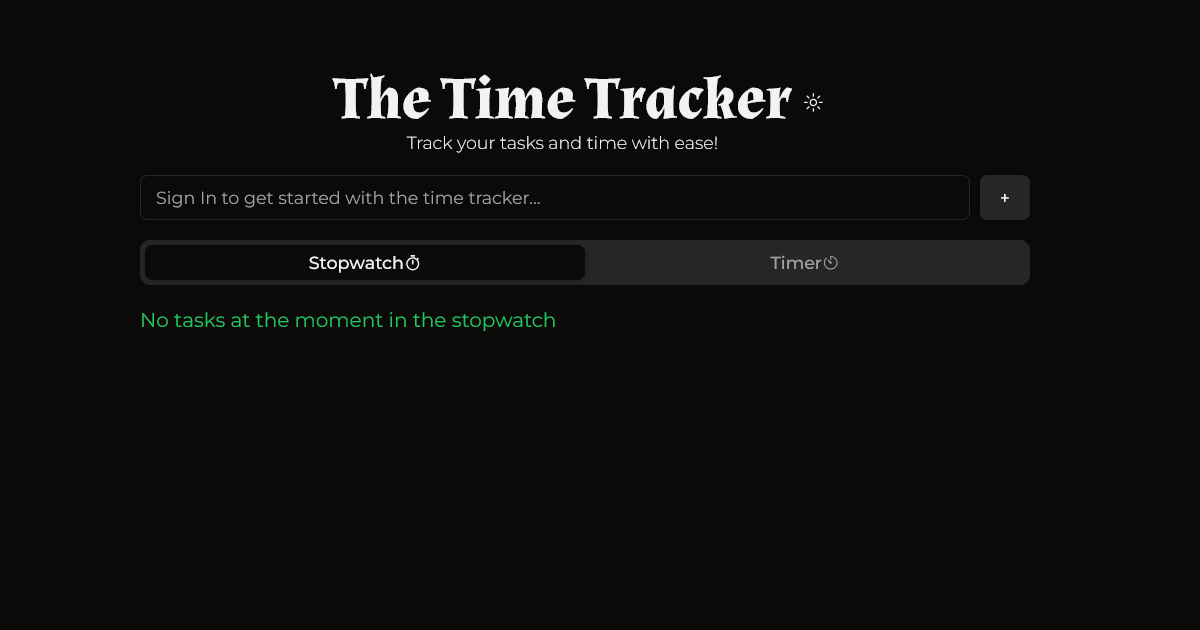 The Time Tracker
Track your tasks and time with ease!
Sign In to get started with the time tracker...
+
Stopwatch
Timer
No tasks at the moment in the stopwatch